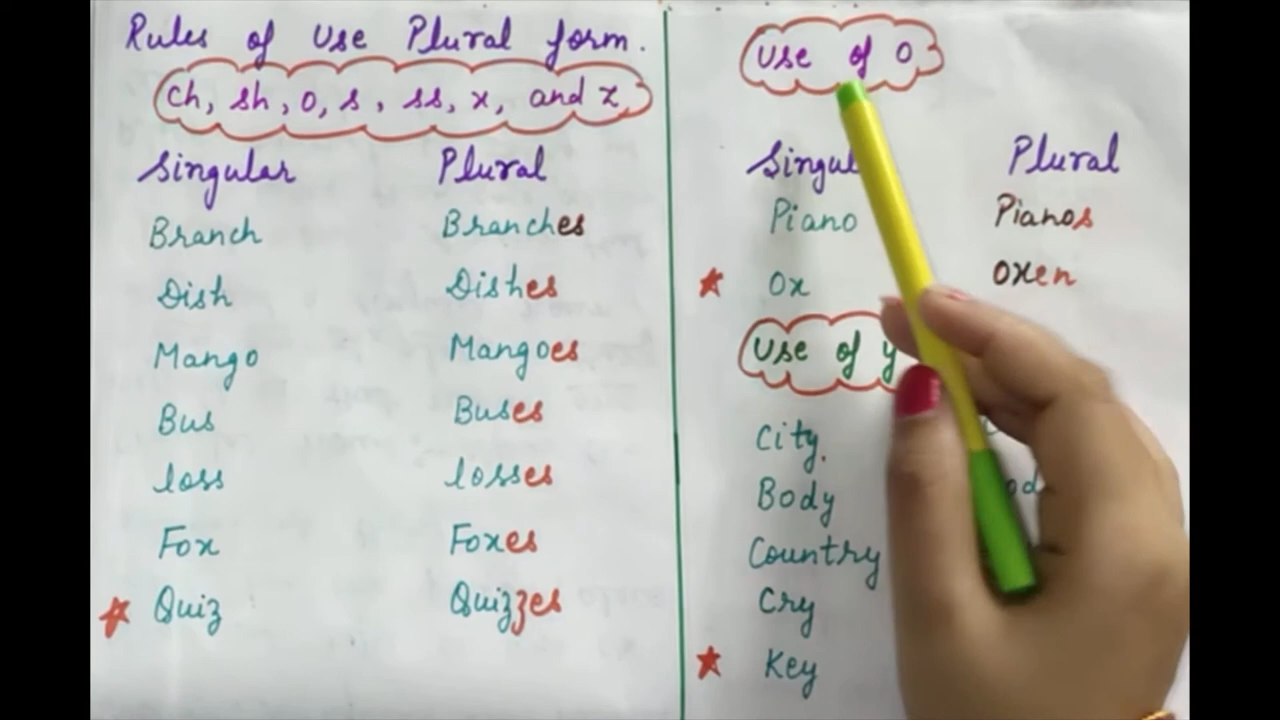 Rules of Use Plural form.
ch, sh, o, s, ss, x, and z
Singular Plural
Branch Branches
Dish Dishes
Mango Mangoes
Bus Buses
loss losses
Fox Foxes
Quiz Quizzes
Use of O
Singul Plural
Piano Pianos
Ox Oxen
Use of y
City
Body od
Country
Cry
Key